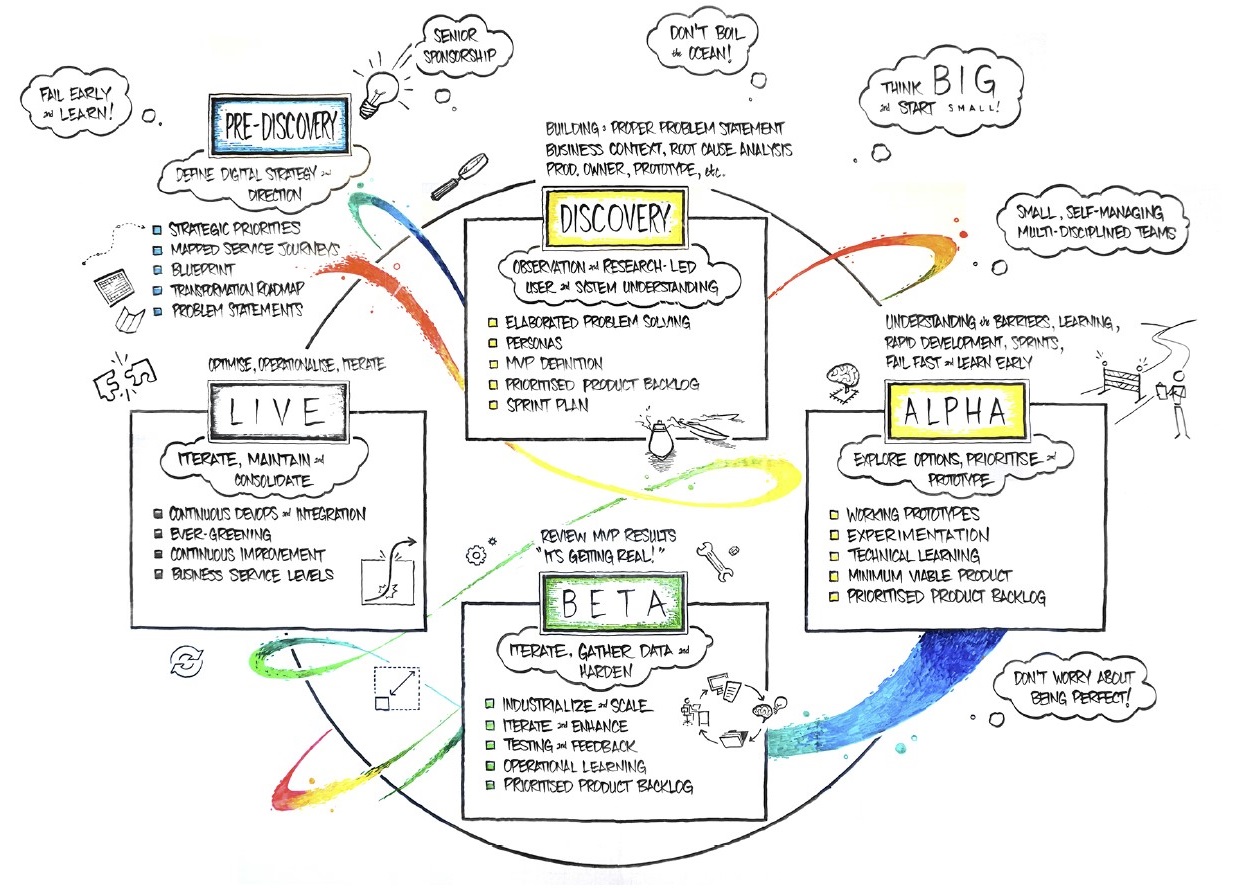 SENIOR
SPONSORSHIP
DON'T BOIL
the OCEAN!
THINK BIG
and START SMALL!
FAIL EARLY
and LEARN!
PRE-DISCOVERY
DEFINE DIGITAL STRATEGY and
DIRECTION
STRATEGIC PRIORITIES
MAPPED SERVICE JOURNEYS
BLUEPRINT
TRANSFORMATION ROADMAP
PROBLEM STATEMENTS
BUILDING a PROPER PROBLEM STATEMENT
BUSINESS CONTEXT, ROOT CAUSE ANALYSIS
PROD. OWNER, PROTOTYPE, etc.
DISCOVERY
OBSERVATION and RESEARCH-LED
USER and SYSTEM UNDERSTANDING
ELABORATED PROBLEM SOLVING
PERSONAS
MVP DEFINITION
PRIORITISED PRODUCT BACKLOG
SPRINT PLAN
SMALL, SELF-MANAGING
MULTI-DISCIPLINED TEAMS
UNDERSTANDING the BARRIERS, LEARNING,
RAPID DEVELOPMENT, SPRINTS,
FAIL FAST and LEARN EARLY
ALPHA
EXPLORE OPTIONS, PRIORITISE and
PROTOTYPE
WORKING PROTOTYPES
EXPERIMENTATION
TECHNICAL LEARNING
MINIMUM VIABLE PRODUCT
PRIORITISED PRODUCT BACKLOG
OPTIMISE, OPERATIONALISE, ITERATE
LIVE
ITERATE, MAINTAIN and
CONSOLIDATE
CONTINUOUS DEVOPS and INTEGRATION
EVER-GREENING
CONTINUOUS IMPROVEMENT
BUSINESS SERVICE LEVELS
REVIEW MVP RESULTS
"IT'S GETTING REAL!"
BETA
ITERATE, GATHER DATA and
HARDEN
INDUSTRIALIZE and SCALE
ITERATE and ENHANCE
TESTING and FEEDBACK
OPERATIONAL LEARNING
PRIORITISED PRODUCT BACKLOG
DON'T WORRY ABOUT
BEING PERFECT!